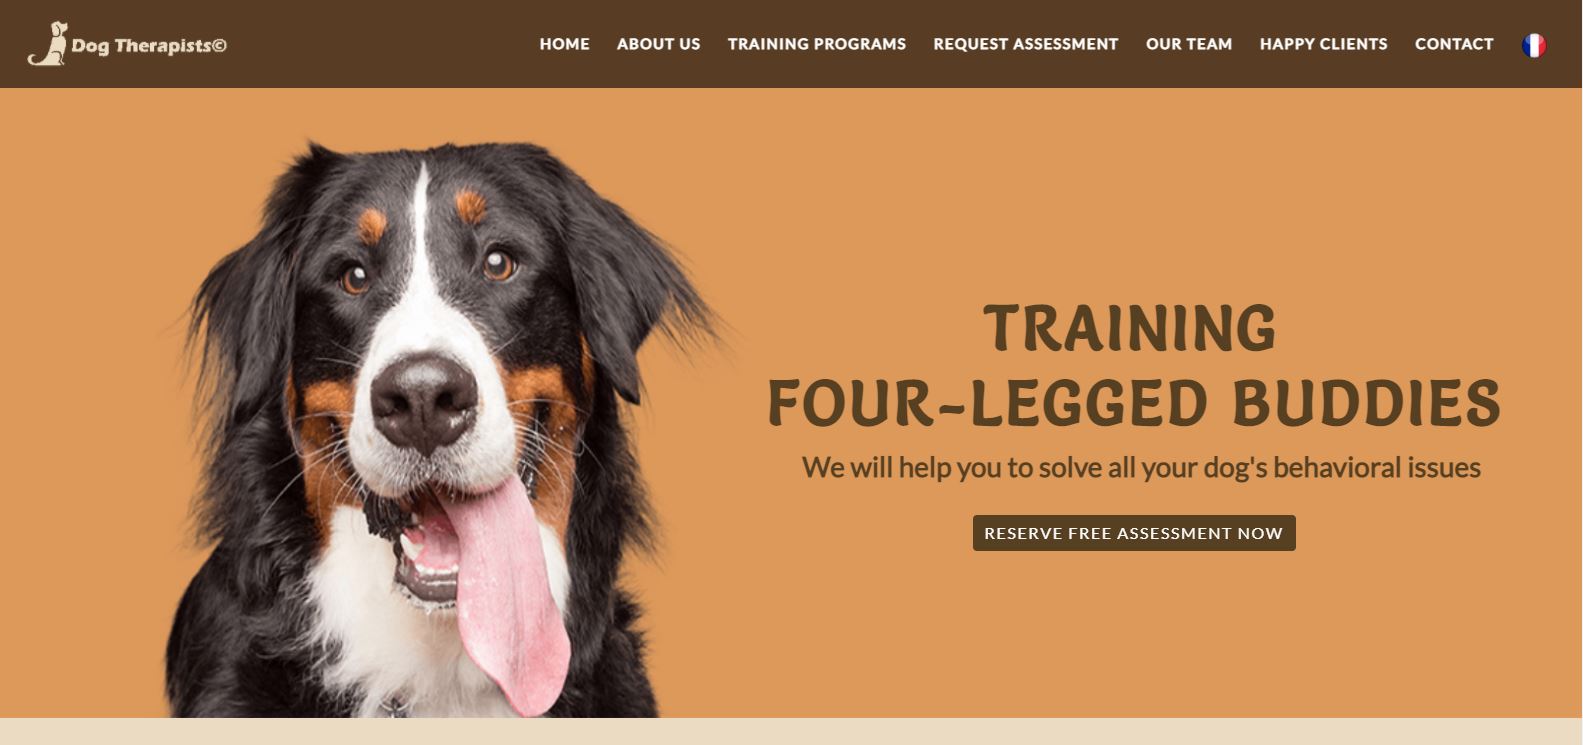 Dog Therapists©
HOME
ABOUT US
TRAINING PROGRAMS
REQUEST ASSESSMENT
OUR TEAM
HAPPY CLIENTS
CONTACT
TRAINING
FOUR-LEGGED BUDDIES
We will help you to solve all your dog's behavioral issues
RESERVE FREE ASSESSMENT NOW